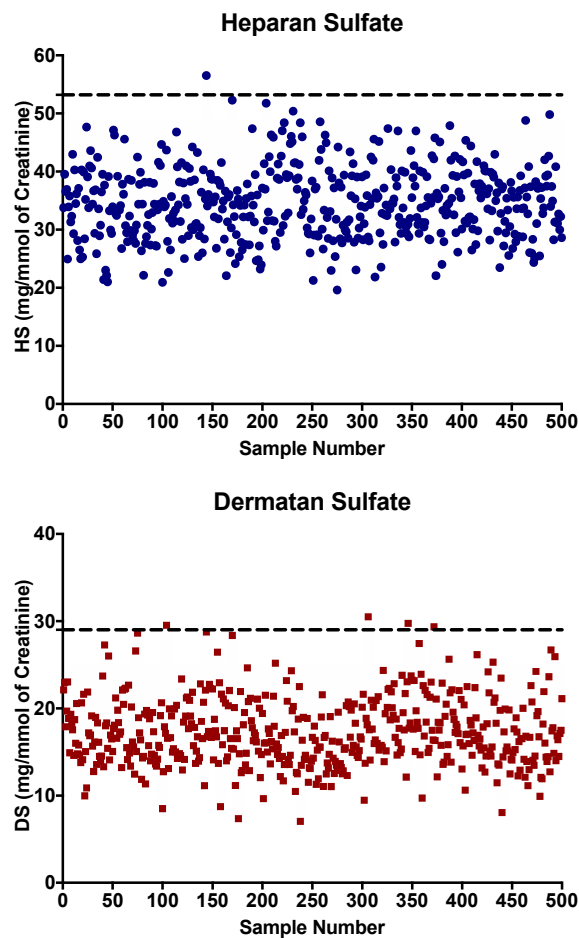 Heparan Sulfate
60
50
40
30
20
10
0
HS (mg/mmol of Creatinine)
0 50 100 150 200 250 300 350 400 450 500
Sample Number
Dermatan Sulfate
40
30
20
10
0
DS (mg/mmol of Creatinine)
0 50 100 150 200 250 300 350 400 450 500
Sample Number